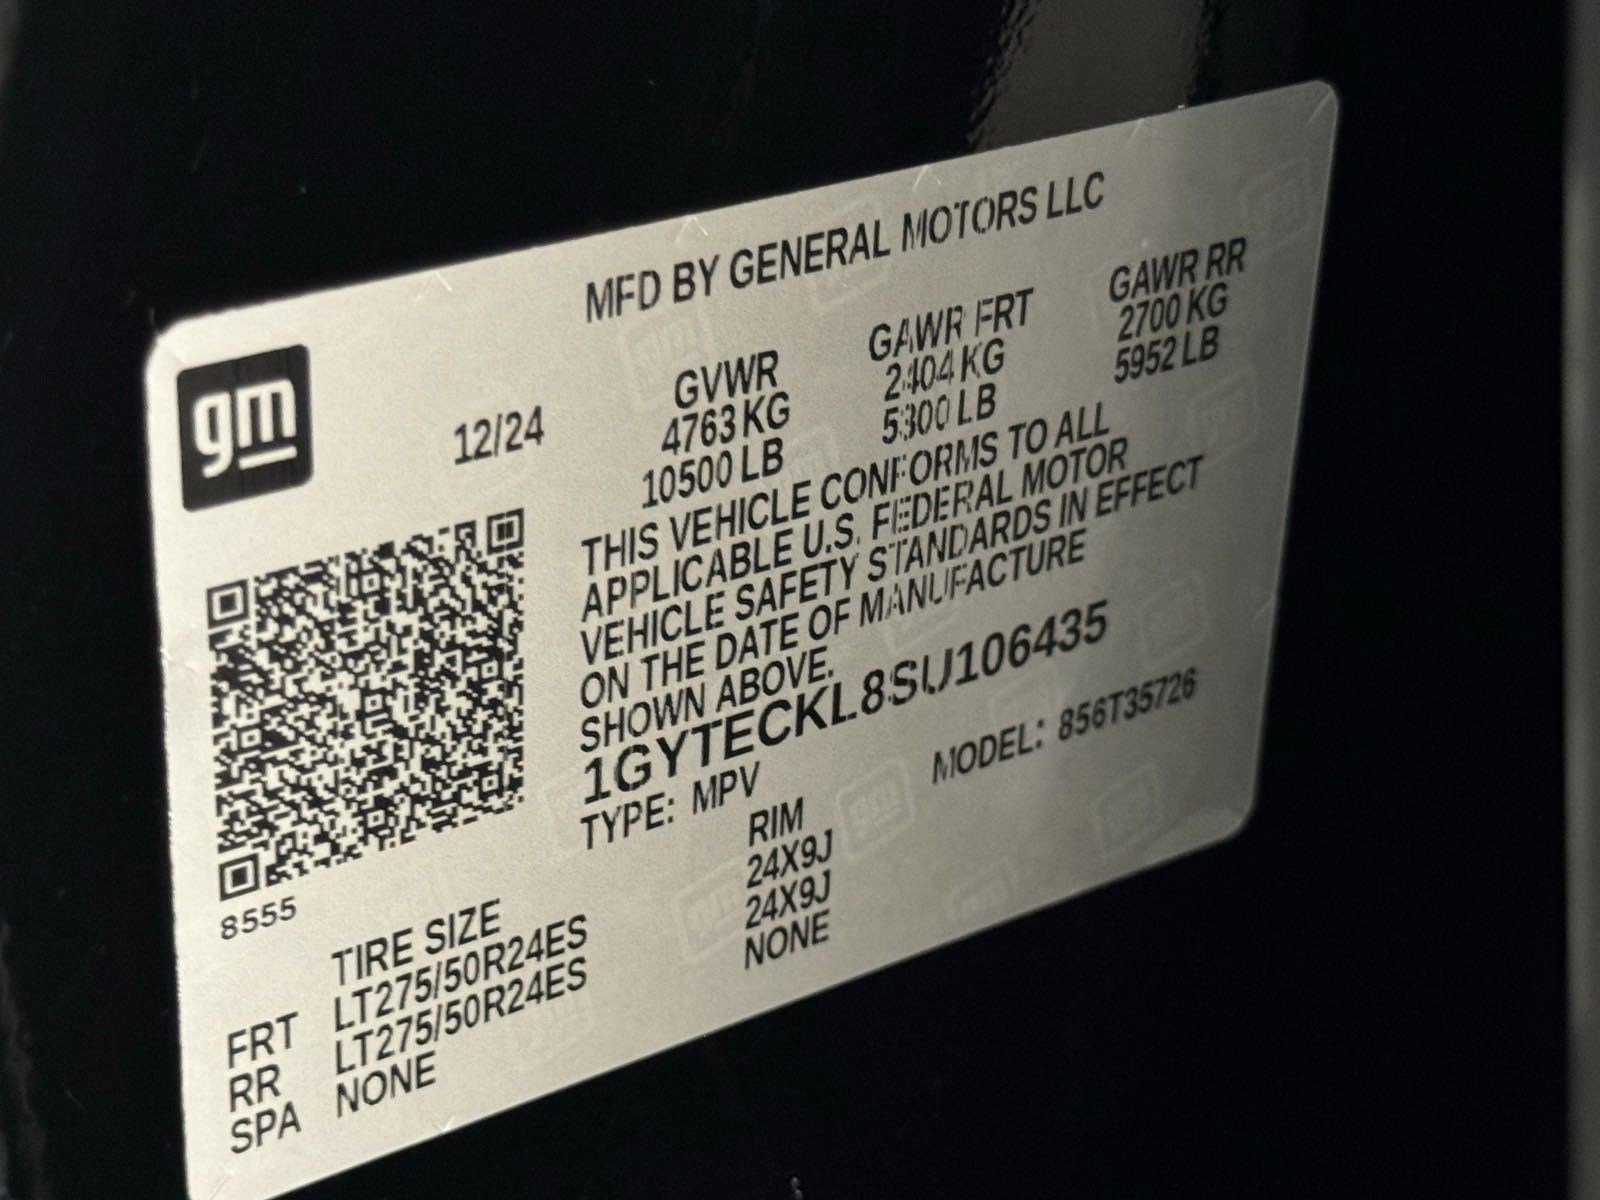 MFD BY GENERAL MOTORS LLC
gm
12/24
GVWR GAWR FRT GAWR RR
4763 KG 2404 KG 2700 KG
10500 LB 5300 LB 5952 LB
THIS VEHICLE CONFORMS TO ALL
APPLICABLE U.S. FEDERAL MOTOR
VEHICLE SAFETY STANDARDS IN EFFECT
ON THE DATE OF MANUFACTURE
SHOWN ABOVE.
1GYTECKL8SU106435
TYPE: MPV MODEL: 856T35726
8555
TIRE SIZE RIM
FRT LT275/50R24ES 24X9J
RR LT275/50R24ES 24X9J
SPA NONE NONE